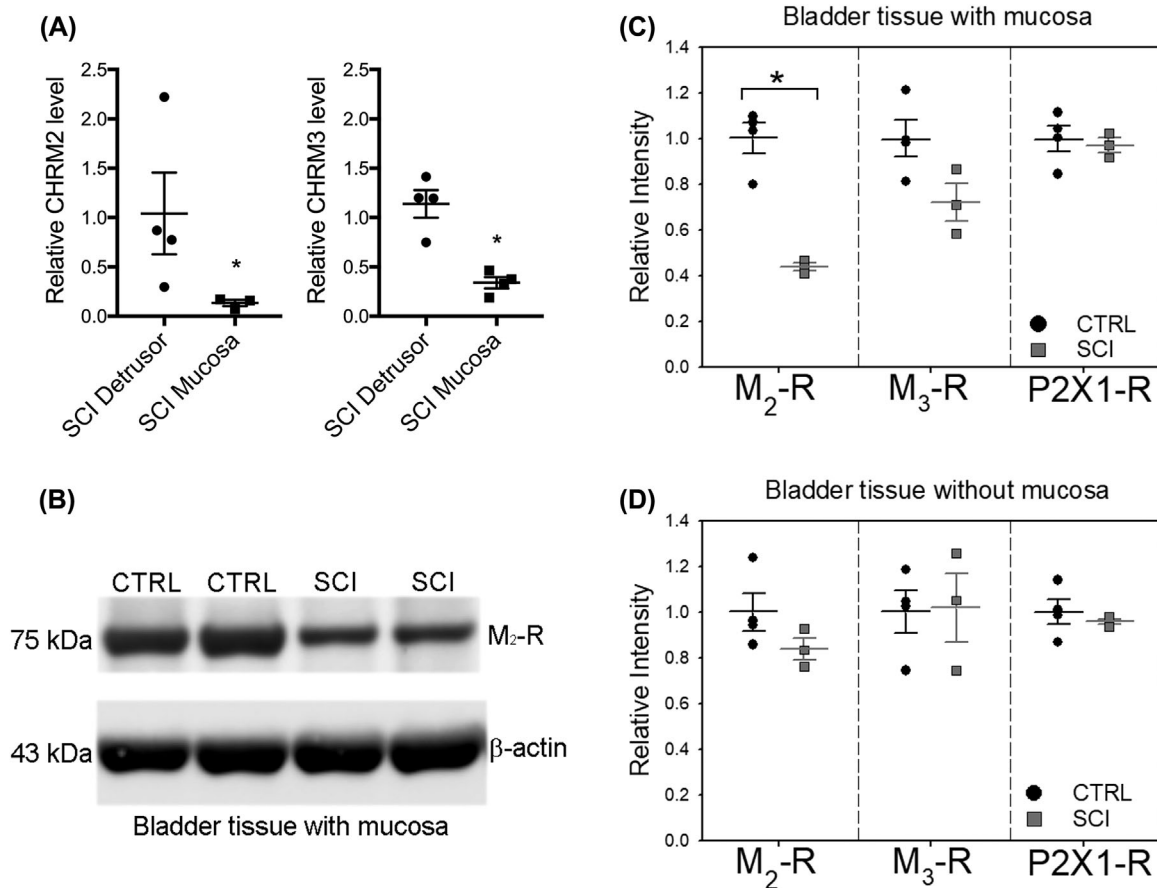 (A)
Relative CHRM2 level
2.5
2.0
1.5
1.0
0.5
0.0
*
SCI Detrusor
SCI Mucosa
Relative CHRM3 level
2.5
2.0
1.5
1.0
0.5
0.0
*
SCI Detrusor
SCI Mucosa
(B)
CTRL CTRL SCI SCI
75 kDa M₂-R
43 kDa β-actin
Bladder tissue with mucosa
(C)
Bladder tissue with mucosa
Relative Intensity
1.4
1.2
1.0
0.8
0.6
0.4
0.2
0.0
*
CTRL
SCI
M₂-R M₃-R P2X1-R
(D)
Bladder tissue without mucosa
Relative Intensity
1.4
1.2
1.0
0.8
0.6
0.4
0.2
0.0
CTRL
SCI
M₂-R M₃-R P2X1-R